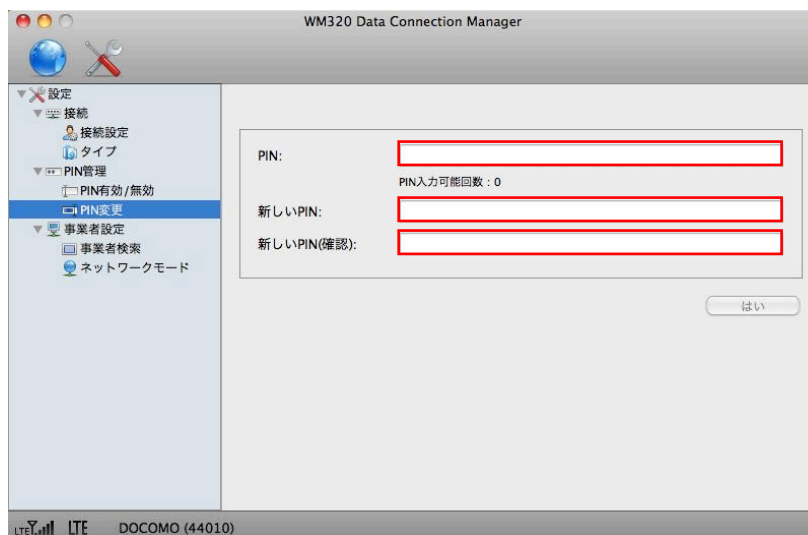 WM320 Data Connection Manager
設定
接続
接続設定
タイプ
PIN管理
PIN有効/無効
PIN変更
事業者設定
事業者検索
ネットワークモード
PIN:
PIN入力可能回数：0
新しいPIN:
新しいPIN(確認):
はい
LTE LTE DOCOMO (44010)